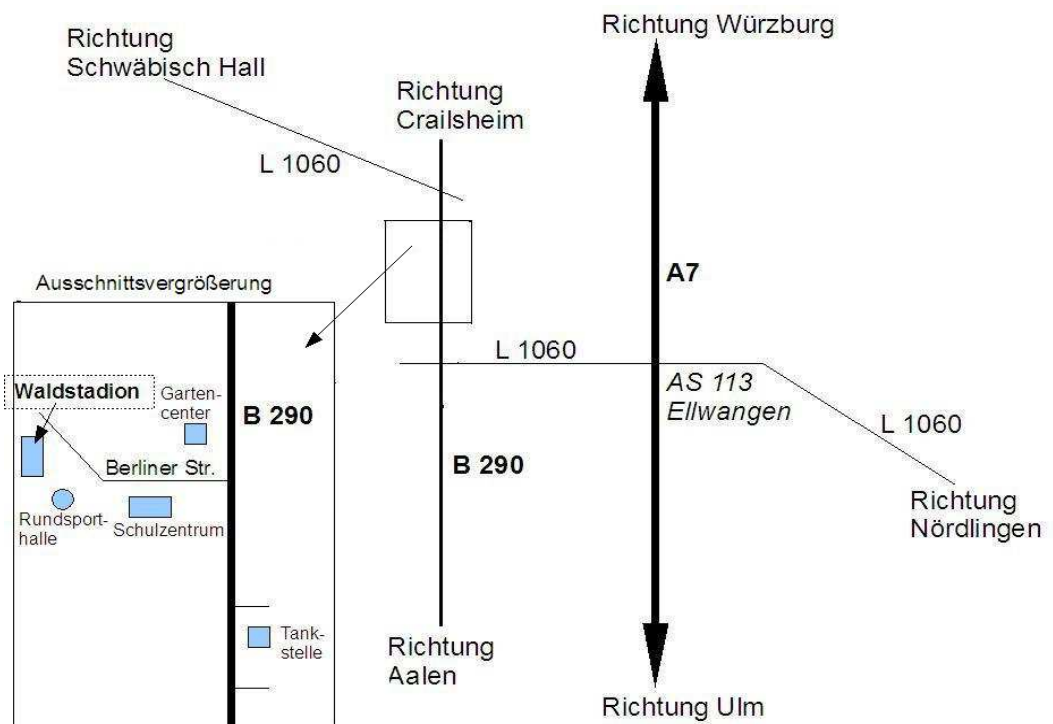 Richtung Würzburg
Richtung
Schwäbisch Hall
Richtung
Crailsheim
L 1060
A7
Ausschnittsvergrößerung
L 1060
AS 113
Ellwangen
Waldstadion
Garten-
center
B 290
L 1060
Berliner Str.
B 290
Richtung
Nördlingen
Rundsport-
halle
Schulzentrum
Tank-
stelle
Richtung
Aalen
Richtung Ulm